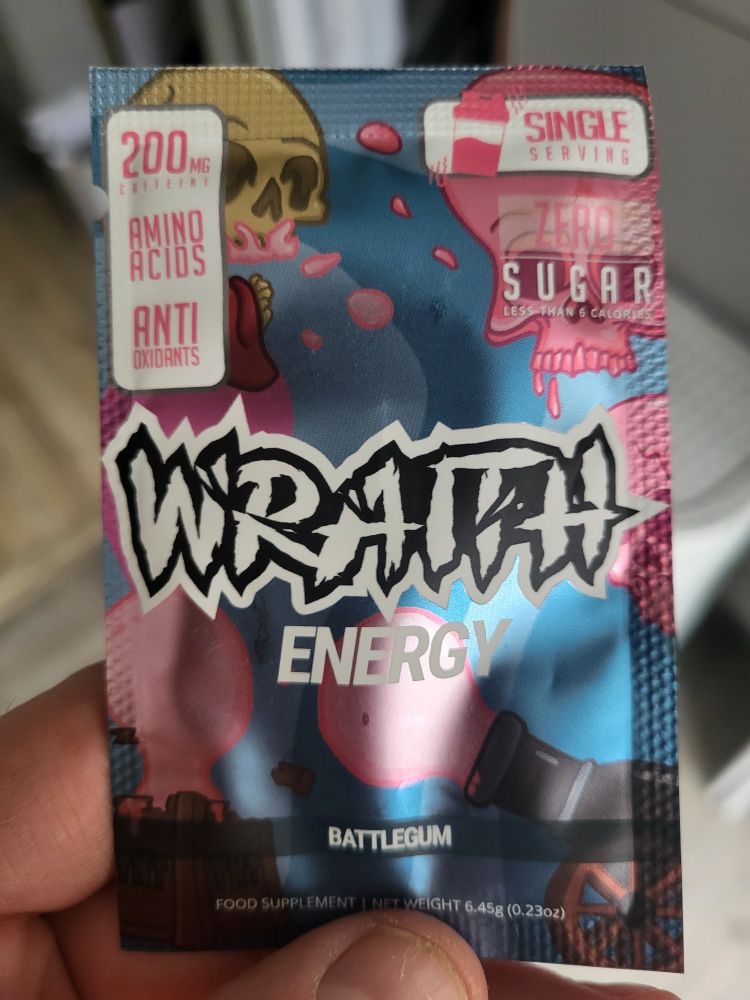 200MG
CAFFEINE
AMINO
ACIDS
ANTI
OXIDANTS
SINGLE
SERVING
ZERO
SUGAR
LESS THAN 6 CALORIES
WRATH
ENERGY
BATTLEGUM
FOOD SUPPLEMENT | NET WEIGHT 6.45g (0.23oz)